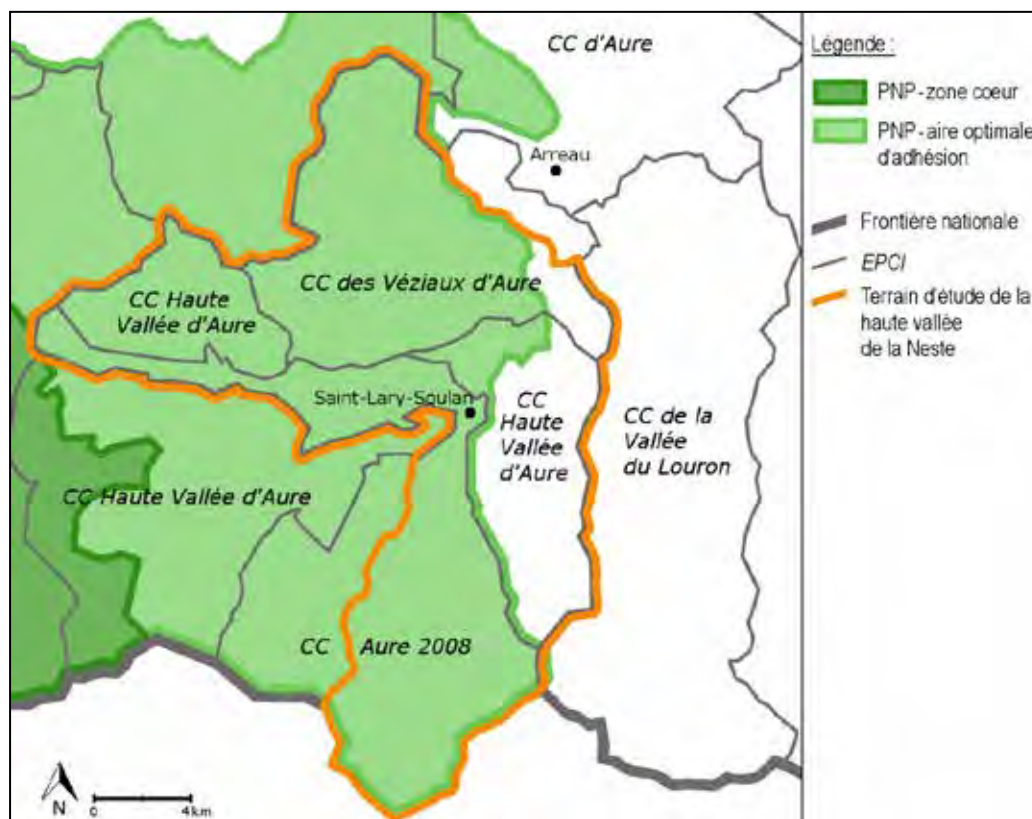 CC d'Aure
Arreau
CC des Véziaux d'Aure
CC Haute
Vallée d'Aure
Saint-Lary-Soulan
CC
Haute
Vallée
d'Aure
CC de la
Vallée
du Louron
CC Haute Vallée d'Aure
CC Aure 2008
N
0 4km
Légende :
PNP-zone coeur
PNP-aire optimale
d'adhésion
Frontière nationale
EPCI
Terrain d'étude de la
haute vallée
de la Neste